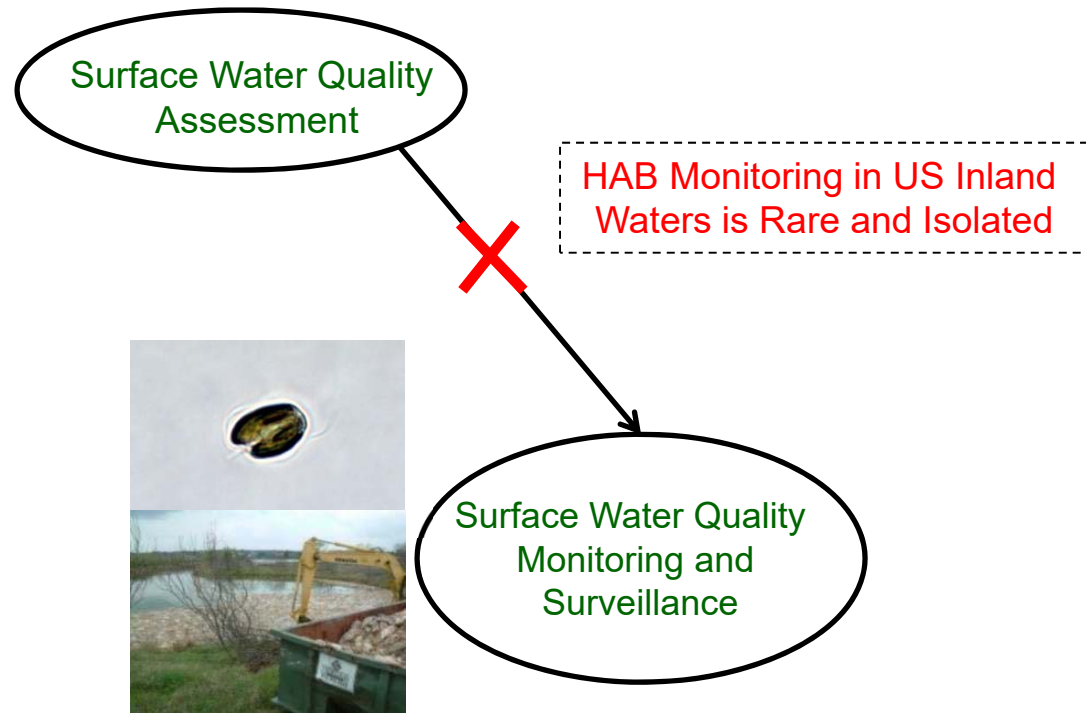 Surface Water Quality
Assessment
HAB Monitoring in US Inland
Waters is Rare and Isolated
Surface Water Quality
Monitoring and
Surveillance